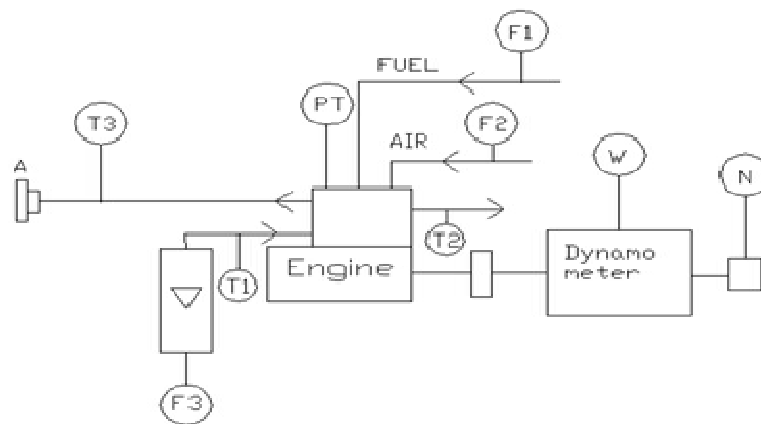 F1
FUEL
PT
T3
F2
AIR
W
A
N
T2
Dynamo
meter
Engine
T1
F3